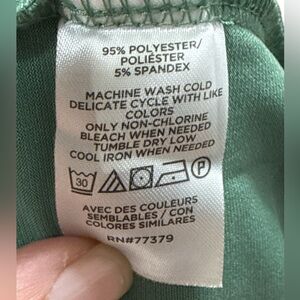 95% POLYESTER/
POLIÉSTER
5% SPANDEX
MACHINE WASH COLD
DELICATE CYCLE WITH LIKE
COLORS
ONLY NON-CHLORINE
BLEACH WHEN NEEDED
TUMBLE DRY LOW
COOL IRON WHEN NEEDED
30 P
AVEC DES COULEURS
SEMBLABLES / CON
COLORES SIMILARES
RN#77379